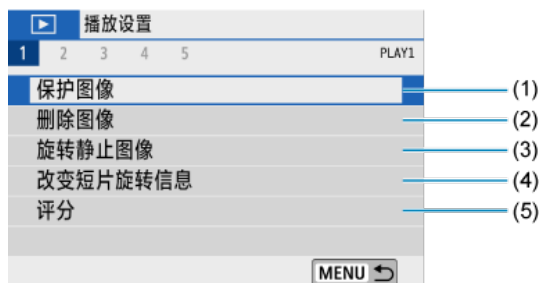 播放设置
1 2 3 4 5 PLAY1
保护图像 (1)
删除图像 (2)
旋转静止图像 (3)
改变短片旋转信息 (4)
评分 (5)
MENU